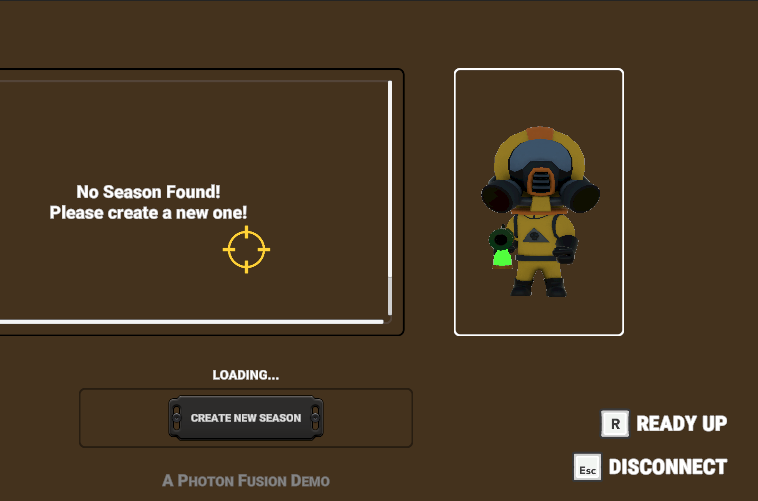 No Season Found!
Please create a new one!
LOADING...
CREATE NEW SEASON
R READY UP
Esc DISCONNECT
A PHOTON FUSION DEMO